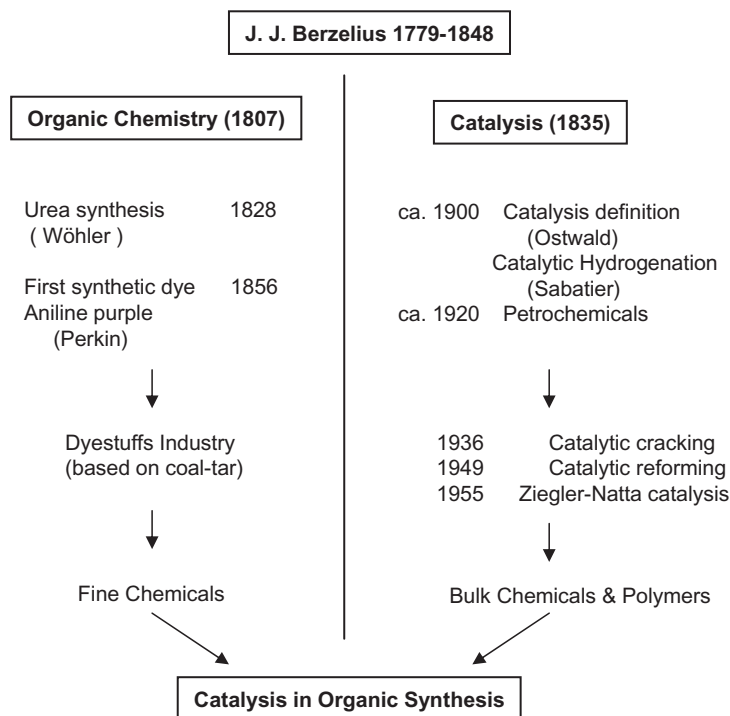 J. J. Berzelius 1779-1848
Organic Chemistry (1807)
Urea synthesis 1828
( Wöhler )
First synthetic dye 1856
Aniline purple
(Perkin)
Dyestuffs Industry
(based on coal-tar)
Fine Chemicals
Catalysis (1835)
ca. 1900 Catalysis definition
(Ostwald)
Catalytic Hydrogenation
(Sabatier)
ca. 1920 Petrochemicals
1936 Catalytic cracking
1949 Catalytic reforming
1955 Ziegler-Natta catalysis
Bulk Chemicals & Polymers
Catalysis in Organic Synthesis